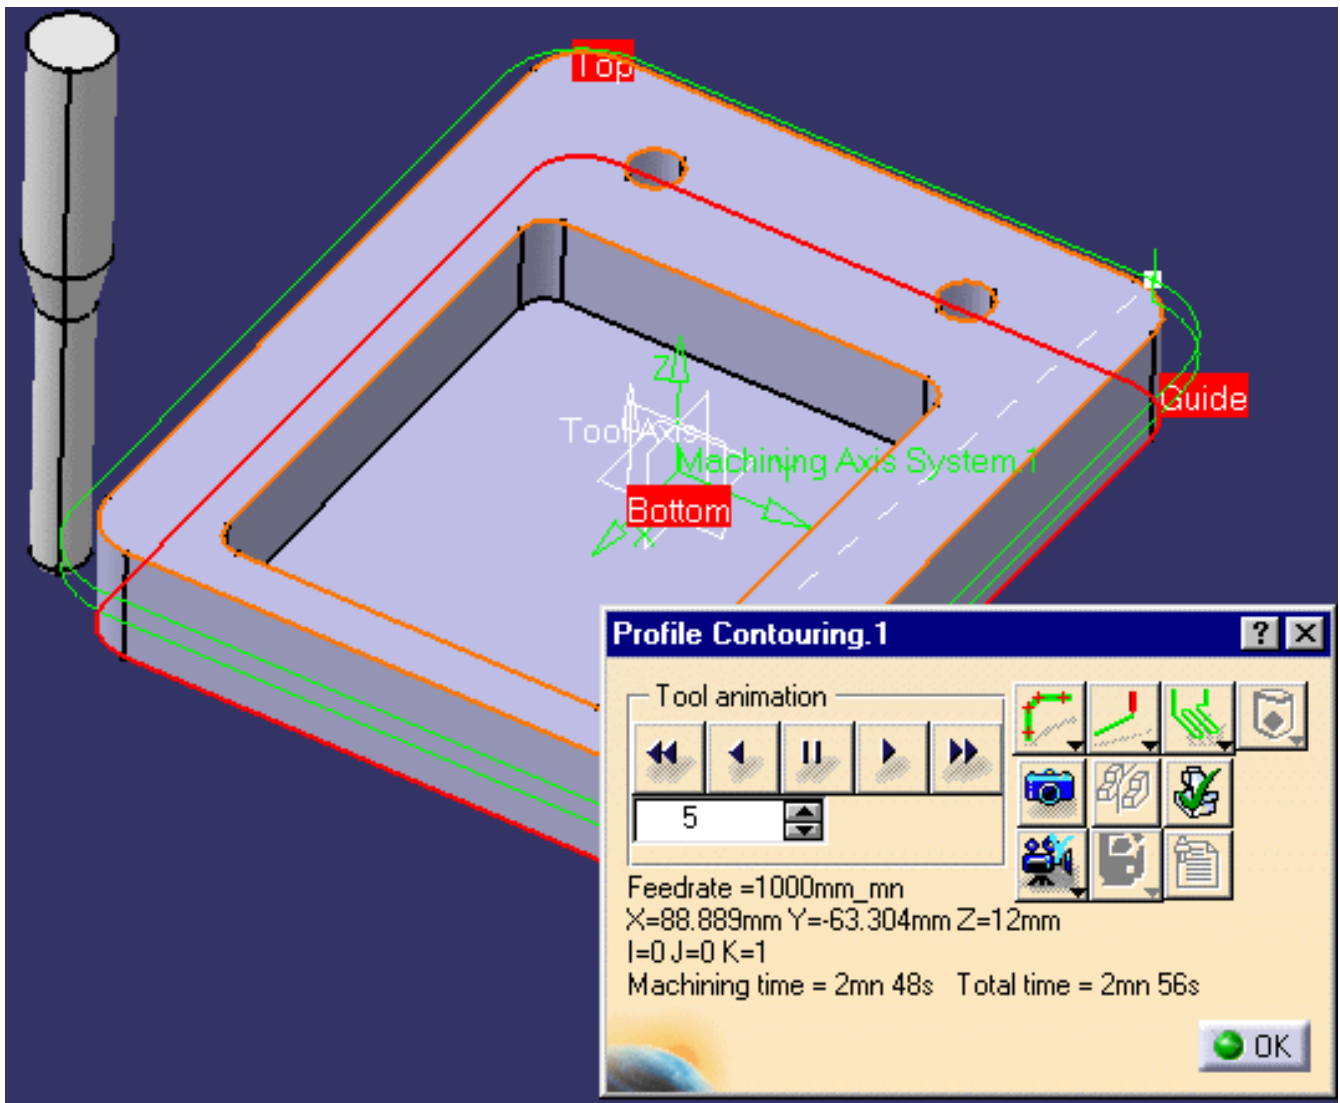 Top
Guide
Z
Tool Axis
Machining Axis System.1
Y
Bottom
X
Profile Contouring.1
?
Tool animation
5
Feedrate =1000mm_mn
X=88.889mm Y=-63.304mm Z=12mm
I=0 J=0 K=1
Machining time = 2mn 48s Total time = 2mn 56s
OK